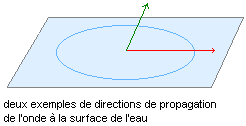 deux exemples de directions de propagation
de l'onde à la surface de l'eau